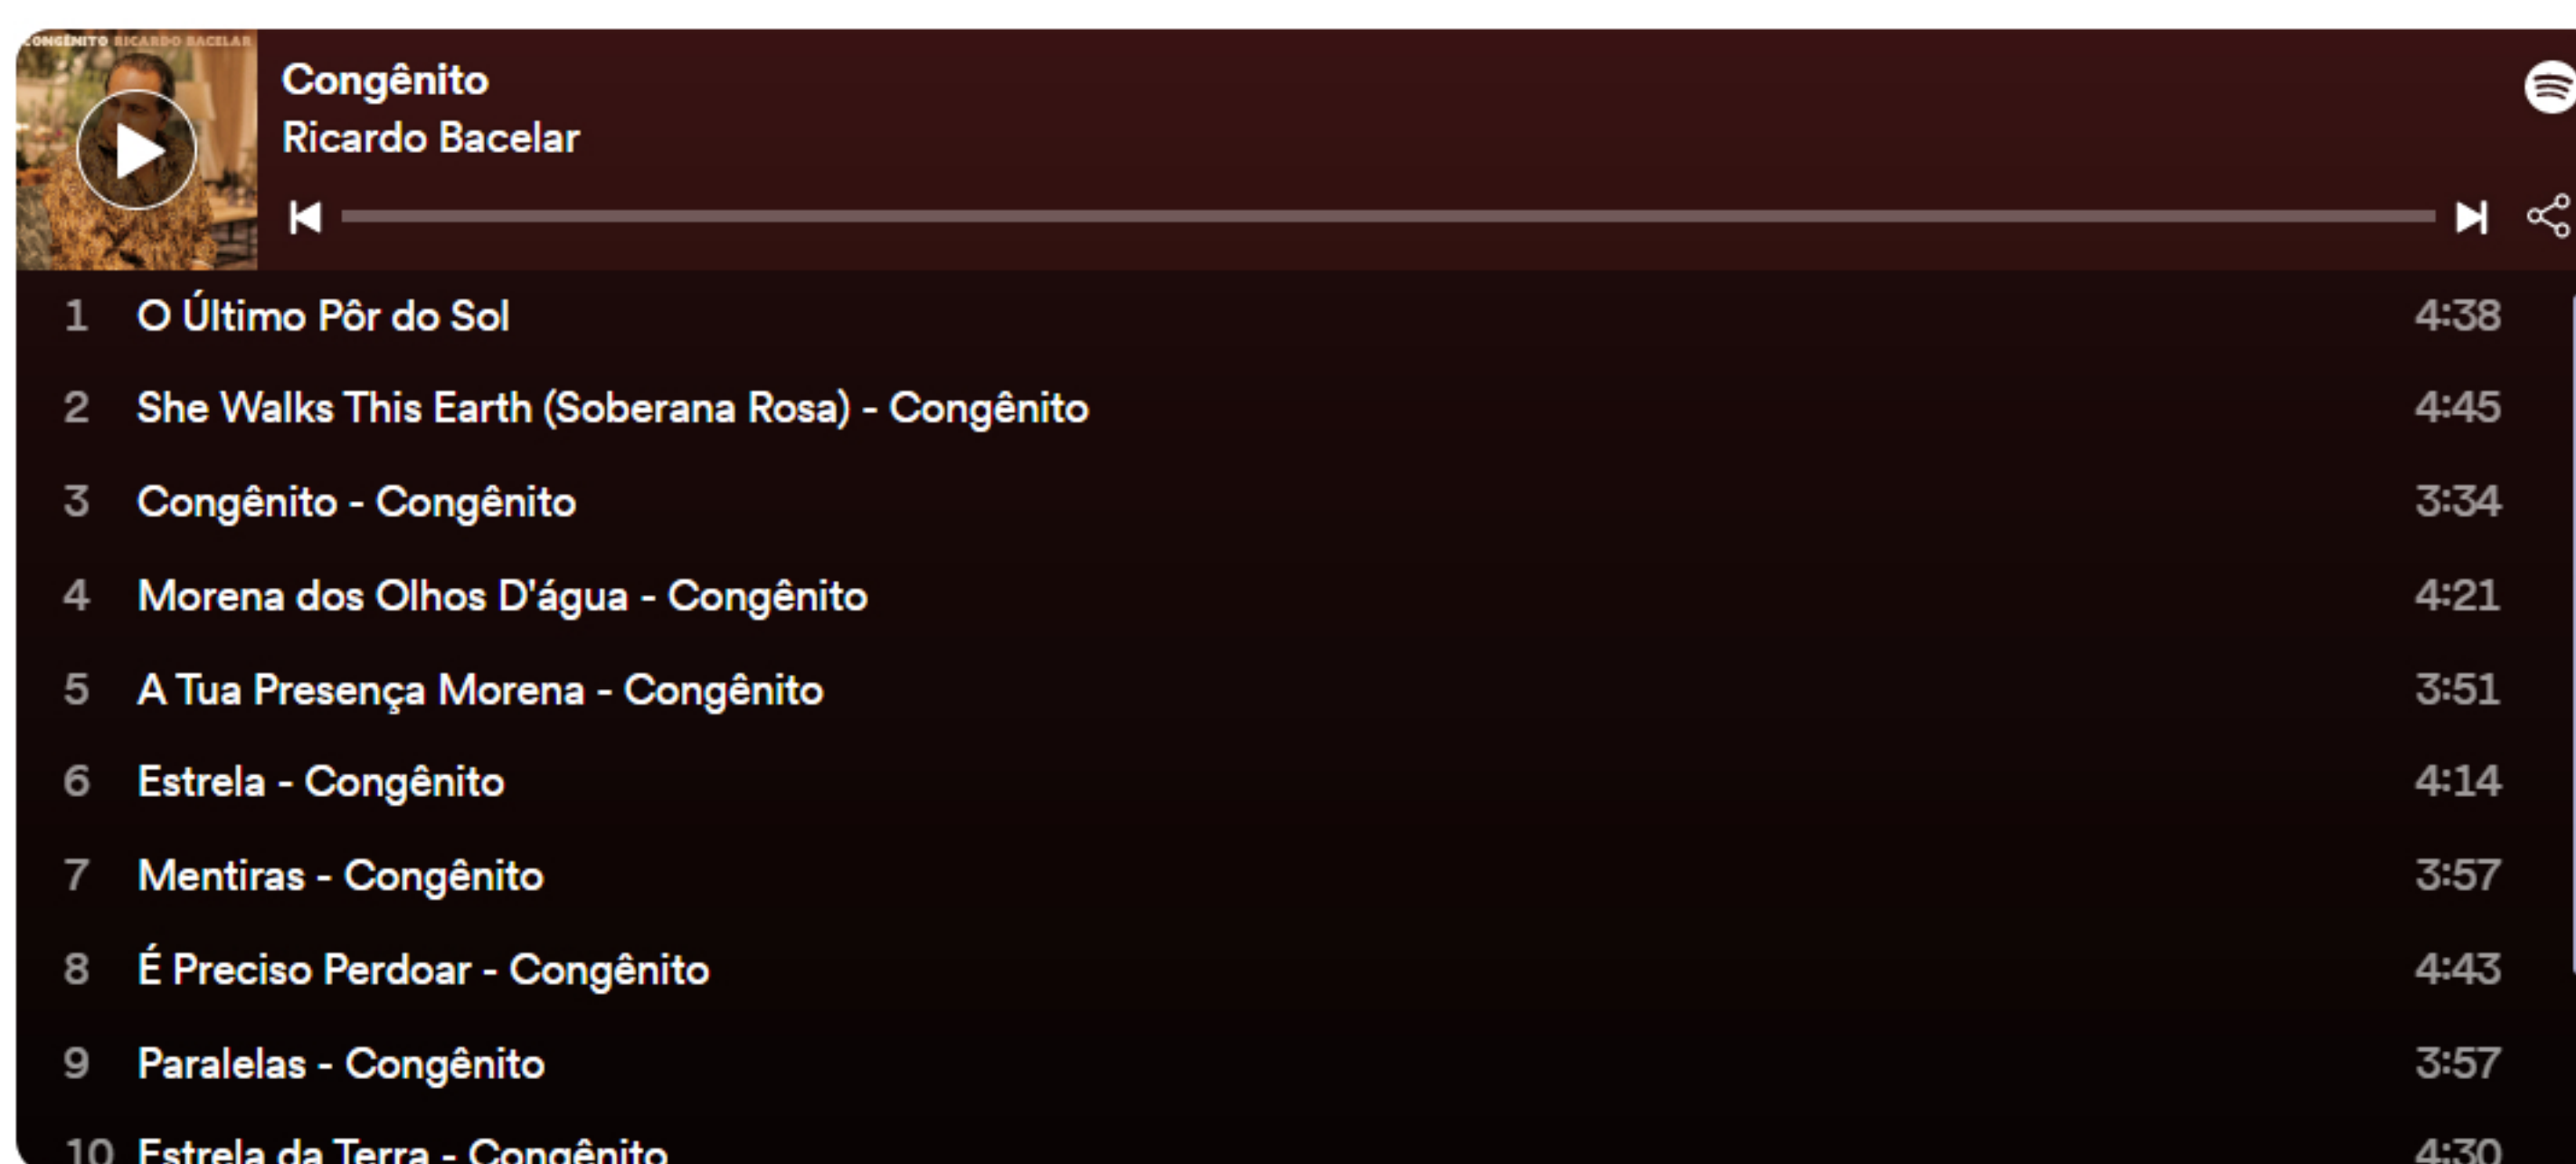 CONGÊNITO RICARDO BACELAR
Congênito
Ricardo Bacelar
1 O Último Pôr do Sol 4:38
2 She Walks This Earth (Soberana Rosa) - Congênito 4:45
3 Congênito - Congênito 3:34
4 Morena dos Olhos D'água - Congênito 4:21
5 A Tua Presença Morena - Congênito 3:51
6 Estrela - Congênito 4:14
7 Mentiras - Congênito 3:57
8 É Preciso Perdoar - Congênito 4:43
9 Paralelas - Congênito 3:57
10 Estrela da Terra - Congênito 4:30